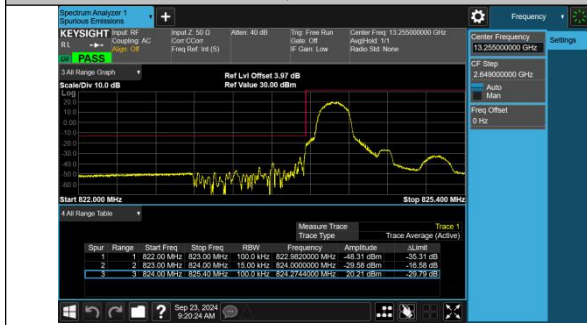 Spectrum Analyzer 1
Spurious Emissions
Frequency
KEYSIGHT Input: RF
Coupling: AC
Align: Off
Input Z: 50 Ω
Corr CCorr
Freq Ref: Int (S)
Atten: 40 dB
Trig: Free Run
Gate: Off
IF Gain: Low
Center Freq: 13.255000000 GHz
Avg|Hold: 1/1
Radio Std: None
RL
PASS
Center Frequency
13.255000000 GHz
Settings
CF Step
2.649000000 GHz
Auto
Man
Freq Offset
0 Hz
3 All Range Graph
Scale/Div 10.0 dB
Ref Lvl Offset 3.97 dB
Ref Value 30.00 dBm
Log
20.0
10.0
0.00
-10.0
-20.0
-30.0
-40.0
-50.0
-60.0
Start 822.000 MHz
Stop 825.400 MHz
4 All Range Table
Measure Trace Trace 1
Trace Type Trace Average (Active)
Spur Range Start Freq Stop Freq RBW Frequency Amplitude ΔLimit
1 1 822.00 MHz 823.00 MHz 100.0 kHz 822.9820000 MHz -48.31 dBm -35.31 dB
2 2 823.00 MHz 824.00 MHz 15.00 kHz 824.0000000 MHz -29.58 dBm -16.58 dB
3 3 824.00 MHz 825.40 MHz 100.0 kHz 824.2744000 MHz 20.21 dBm -29.79 dB
Sep 23, 2024
9:20:24 AM